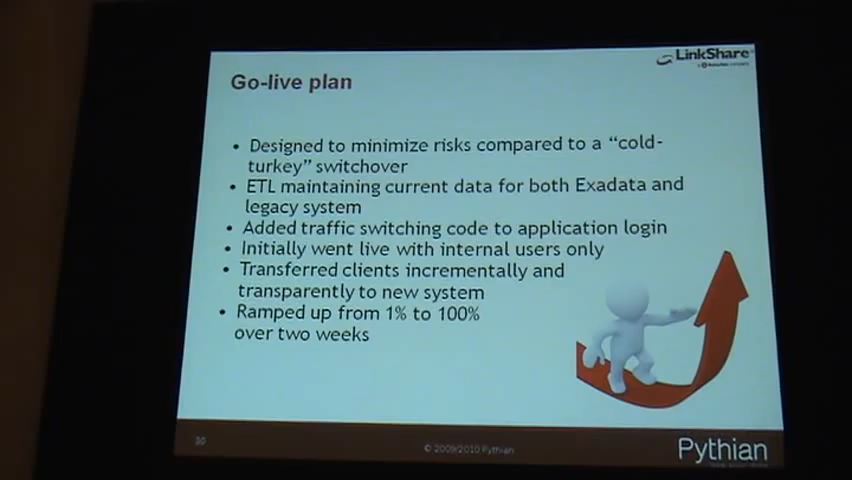 LinkShare
Go-live plan
• Designed to minimize risks compared to a “cold-
turkey” switchover
• ETL maintaining current data for both Exadata and
legacy system
• Added traffic switching code to application login
• Initially went live with internal users only
• Transferred clients incrementally and
transparently to new system
• Ramped up from 1% to 100%
over two weeks
30
© 2009/2010 Pythian
Pythian